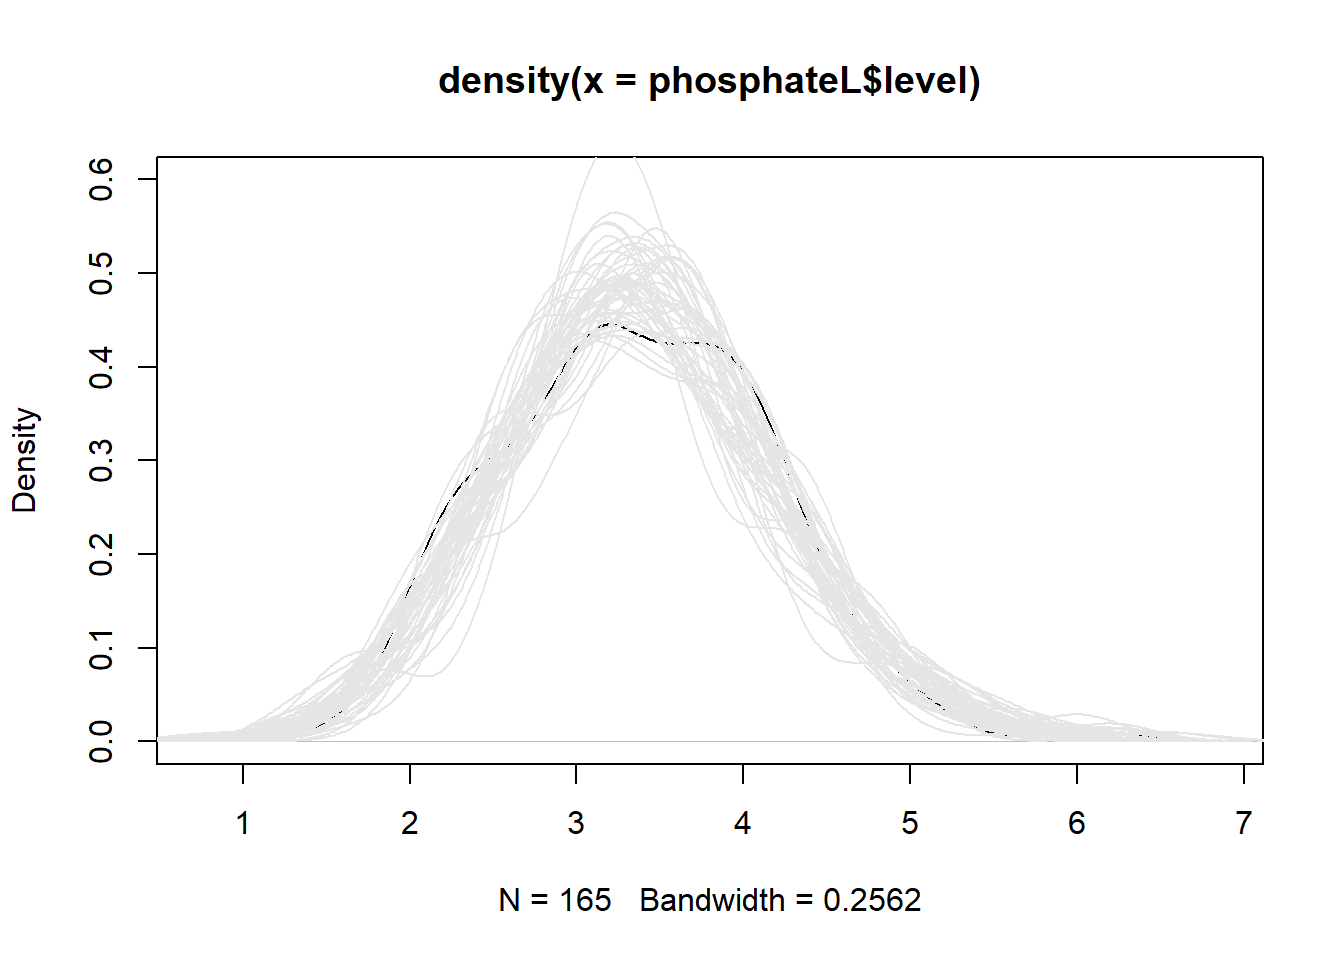 density(x = phosphateL$level)
Density
0.6
0.5
0.4
0.3
0.2
0.1
0.0
1 2 3 4 5 6 7
N = 165 Bandwidth = 0.2562